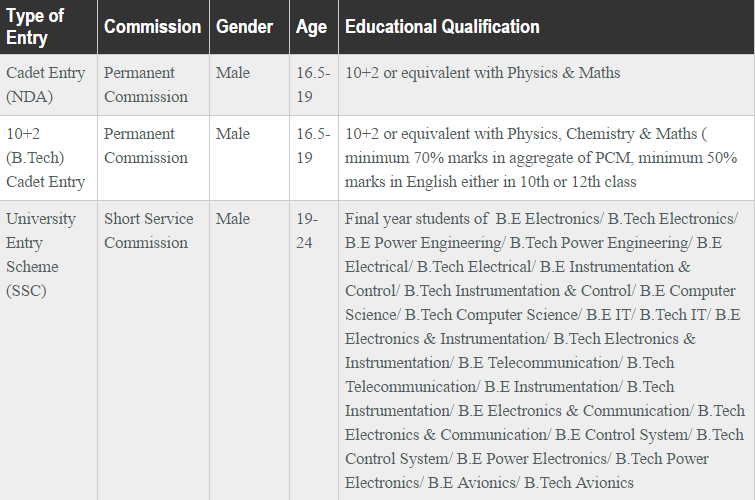 Type of Entry | Commission | Gender | Age | Educational Qualification
Cadet Entry (NDA) | Permanent Commission | Male | 16.5-19 | 10+2 or equivalent with Physics & Maths
10+2 (B.Tech) Cadet Entry | Permanent Commission | Male | 16.5-19 | 10+2 or equivalent with Physics, Chemistry & Maths ( minimum 70% marks in aggregate of PCM, minimum 50% marks in English either in 10th or 12th class
University Entry Scheme (SSC) | Short Service Commission | Male | 19-24 | Final year students of B.E Electronics/ B.Tech Electronics/
B.E Power Engineering/ B.Tech Power Engineering/ B.E
Electrical/ B.Tech Electrical/ B.E Instrumentation &
Control/ B.Tech Instrumentation & Control/ B.E Computer
Science/ B.Tech Computer Science/ B.E IT/ B.Tech IT/ B.E
Electronics & Instrumentation/ B.Tech Electronics &
Instrumentation/ B.E Telecommunication/ B.Tech
Telecommunication/ B.E Instrumentation/ B.Tech
Instrumentation/ B.E Electronics & Communication/ B.Tech
Electronics & Communication/ B.E Control System/ B.Tech
Control System/ B.E Power Electronics/ B.Tech Power
Electronics/ B.E Avionics/ B.Tech Avionics